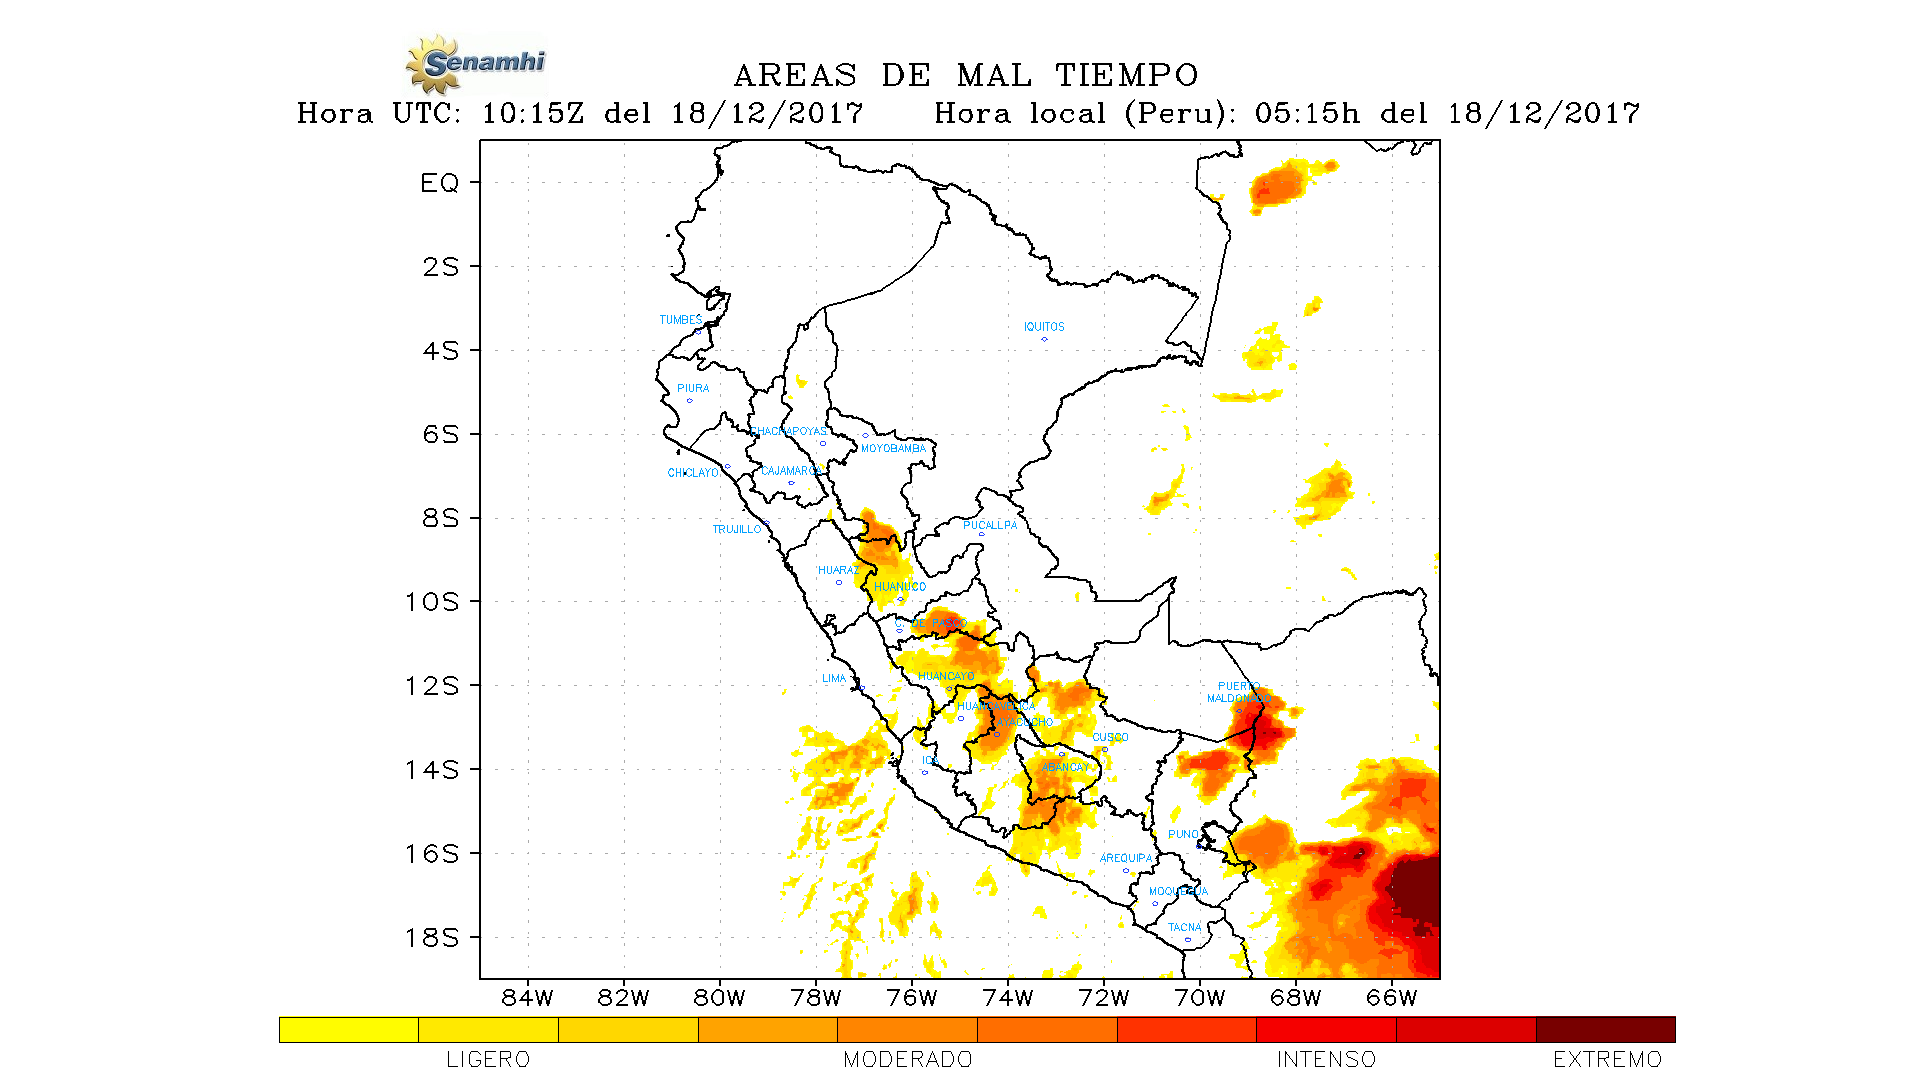 Senamhi
AREAS DE MAL TIEMPO
Hora UTC: 10:15Z del 18/12/2017 Hora local (Peru): 05:15h del 18/12/2017
EQ
2S
TUMBES
IQUITOS
4S
PIURA
6S
CHACHAPOYAS
MOYOBAMBA
CHICLAYO
CAJAMARCA
8S
TRUJILLO
PUCALLPA
HUARAZ
HUANUCO
10S
DE PASCO
12S
LIMA
HUANCAYO
PUERTO
MALDONADO
HUANCAVELICA
AYACUCHO
CUSCO
14S
ICA
ABANCAY
PUNO
16S
AREQUIPA
MOQUEGUA
TACNA
18S
84W 82W 80W 78W 76W 74W 72W 70W 68W 66W
LIGERO MODERADO INTENSO EXTREMO